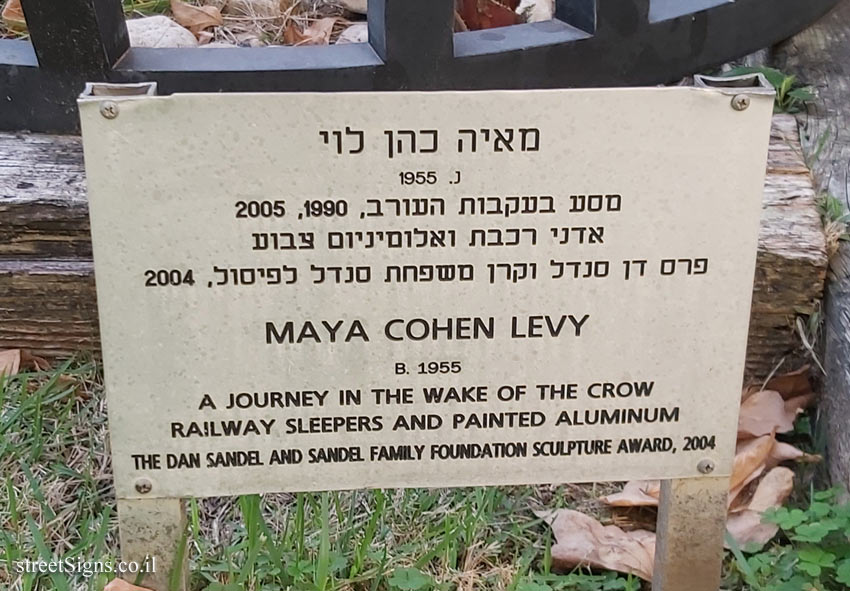 מאיה כהן לוי
נ. 1955
מסע בעקבות העורב, 1990, 2005
אדני רכבת ואלומיניום צבוע
פרס דן סנדל וקרן משפחת סנדל לפיסול, 2004
MAYA COHEN LEVY
B. 1955
A JOURNEY IN THE WAKE OF THE CROW
RAILWAY SLEEPERS AND PAINTED ALUMINUM
THE DAN SANDEL AND SANDEL FAMILY FOUNDATION SCULPTURE AWARD, 2004
streetSigns.co.il